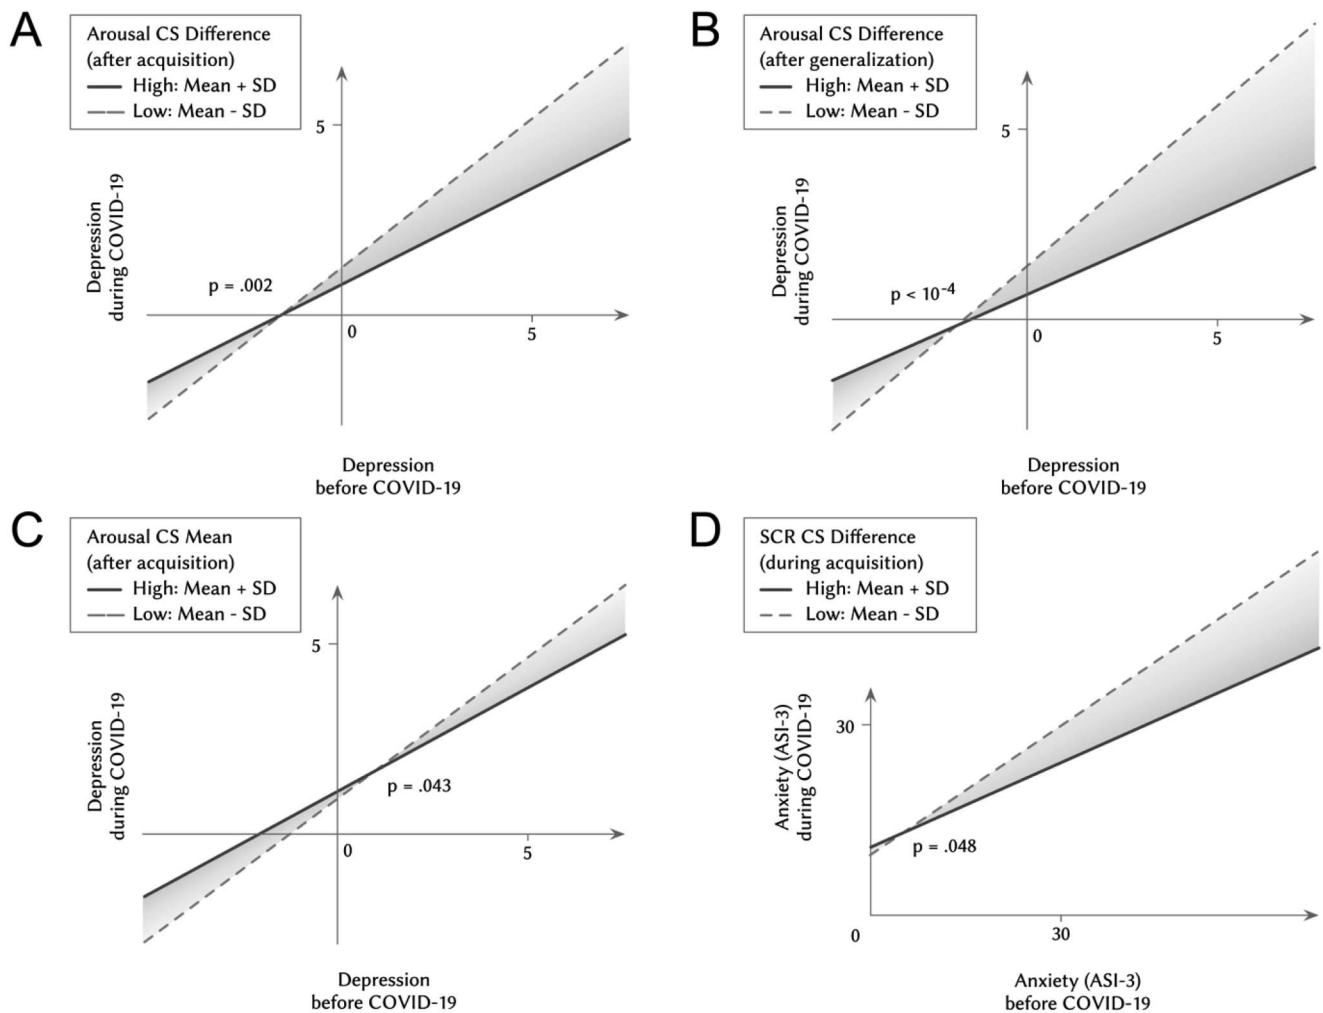 A
Arousal CS Difference
(after acquisition)
High: Mean + SD
Low: Mean - SD
5
Depression
during COVID-19
p = .002
0
5
Depression
before COVID-19
B
Arousal CS Difference
(after generalization)
High: Mean + SD
Low: Mean - SD
5
Depression
during COVID-19
p < 10⁻⁴
0
5
Depression
before COVID-19
C
Arousal CS Mean
(after acquisition)
High: Mean + SD
Low: Mean - SD
5
Depression
during COVID-19
p = .043
0
5
Depression
before COVID-19
D
SCR CS Difference
(during acquisition)
High: Mean + SD
Low: Mean - SD
30
Anxiety (ASI-3)
during COVID-19
p = .048
0
30
Anxiety (ASI-3)
before COVID-19